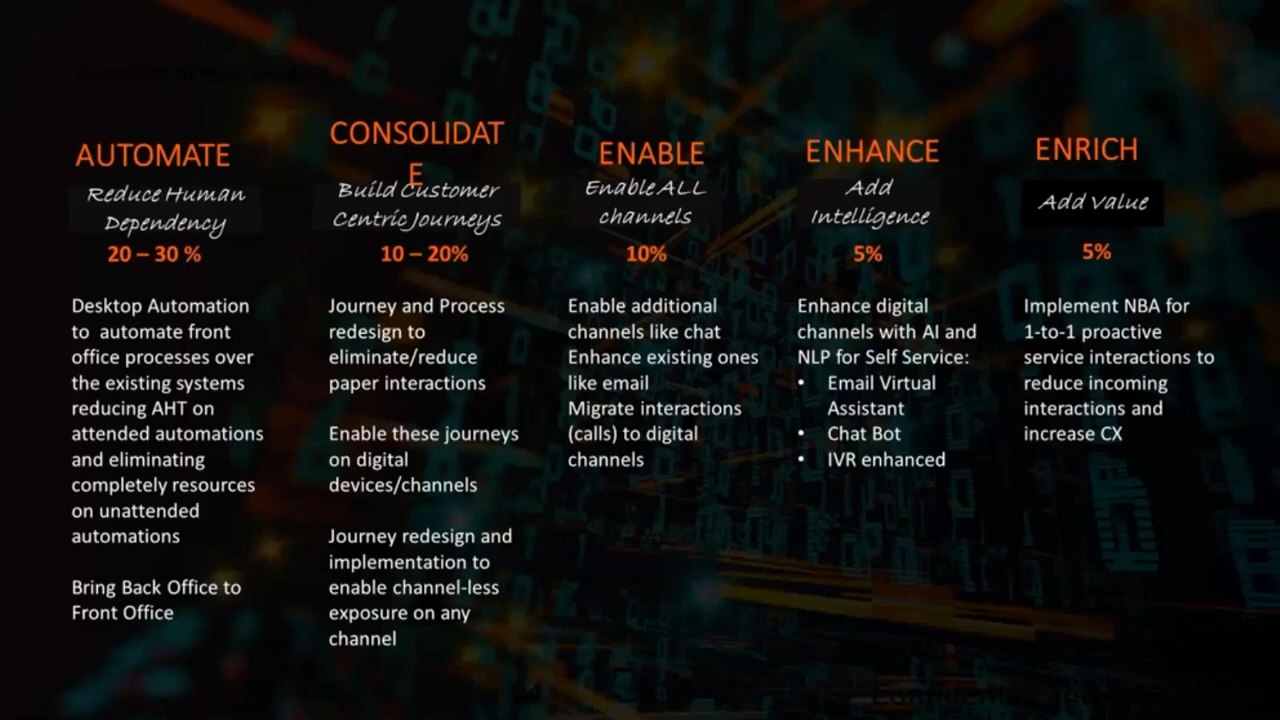 AUTOMATE
Reduce Human
Dependency
20 – 30 %
Desktop Automation
to automate front
office processes over
the existing systems
reducing AHT on
attended automations
and eliminating
completely resources
on unattended
automations
Bring Back Office to
Front Office
CONSOLIDAT
E
Build Customer
Centric Journeys
10 – 20%
Journey and Process
redesign to
eliminate/reduce
paper interactions
Enable these journeys
on digital
devices/channels
Journey redesign and
implementation to
enable channel-less
exposure on any
channel
ENABLE
Enable ALL
channels
10%
Enable additional
channels like chat
Enhance existing ones
like email
Migrate interactions
(calls) to digital
channels
ENHANCE
Add
Intelligence
5%
Enhance digital
channels with AI and
NLP for Self Service:
• Email Virtual
Assistant
• Chat Bot
• IVR enhanced
ENRICH
Add value
5%
Implement NBA for
1-to-1 proactive
service interactions to
reduce incoming
interactions and
increase CX